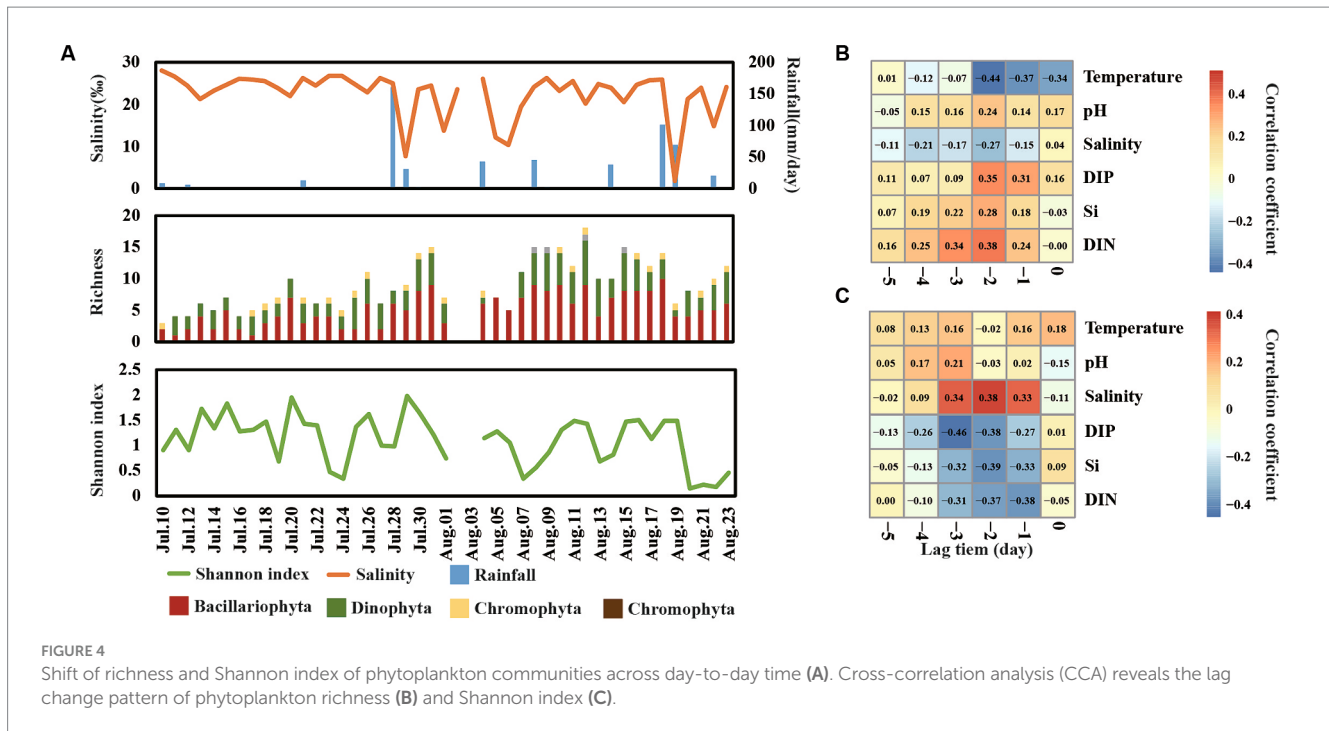 A
Salinity(‰)
30
20
10
0
200
150
100
50
0
Rainfall(mm/day)
Richness
20
15
10
5
0
Shannon index
2.5
2
1.5
1
0.5
0
Jul.10
Jul.12
Jul.14
Jul.16
Jul.18
Jul.20
Jul.22
Jul.24
Jul.26
Jul.28
Jul.30
Aug.01
Aug.03
Aug.05
Aug.07
Aug.09
Aug.11
Aug.13
Aug.15
Aug.17
Aug.19
Aug.21
Aug.23
Shannon index Salinity Rainfall
Bacillariophyta Dinophyta Chromophyta Chromophyta
B
0.01 −0.12 −0.07 −0.44 −0.37 −0.34 Temperature
−0.05 0.15 0.16 0.24 0.14 0.17 pH
−0.11 −0.21 −0.17 −0.27 −0.15 0.04 Salinity
0.11 0.07 0.09 0.35 0.31 0.16 DIP
0.07 0.19 0.22 0.28 0.18 −0.03 Si
0.16 0.25 0.34 0.38 0.24 −0.00 DIN
−5 −4 −3 −2 −1 0
0.4
0.2
0
−0.2
−0.4
Correlation coefficient
C
0.08 0.13 0.16 −0.02 0.16 0.18 Temperature
0.05 0.17 0.21 −0.03 0.02 −0.15 pH
−0.02 0.09 0.34 0.38 0.33 −0.11 Salinity
−0.13 −0.26 −0.46 −0.38 −0.27 0.01 DIP
−0.05 −0.13 −0.32 −0.39 −0.33 0.09 Si
0.00 −0.10 −0.31 −0.37 −0.38 −0.05 DIN
−5 −4 −3 −2 −1 0
Lag tiem (day)
0.4
0.2
0
−0.2
−0.4
Correlation coefficient
FIGURE 4
Shift of richness and Shannon index of phytoplankton communities across day-to-day time (A). Cross-correlation analysis (CCA) reveals the lag
change pattern of phytoplankton richness (B) and Shannon index (C).